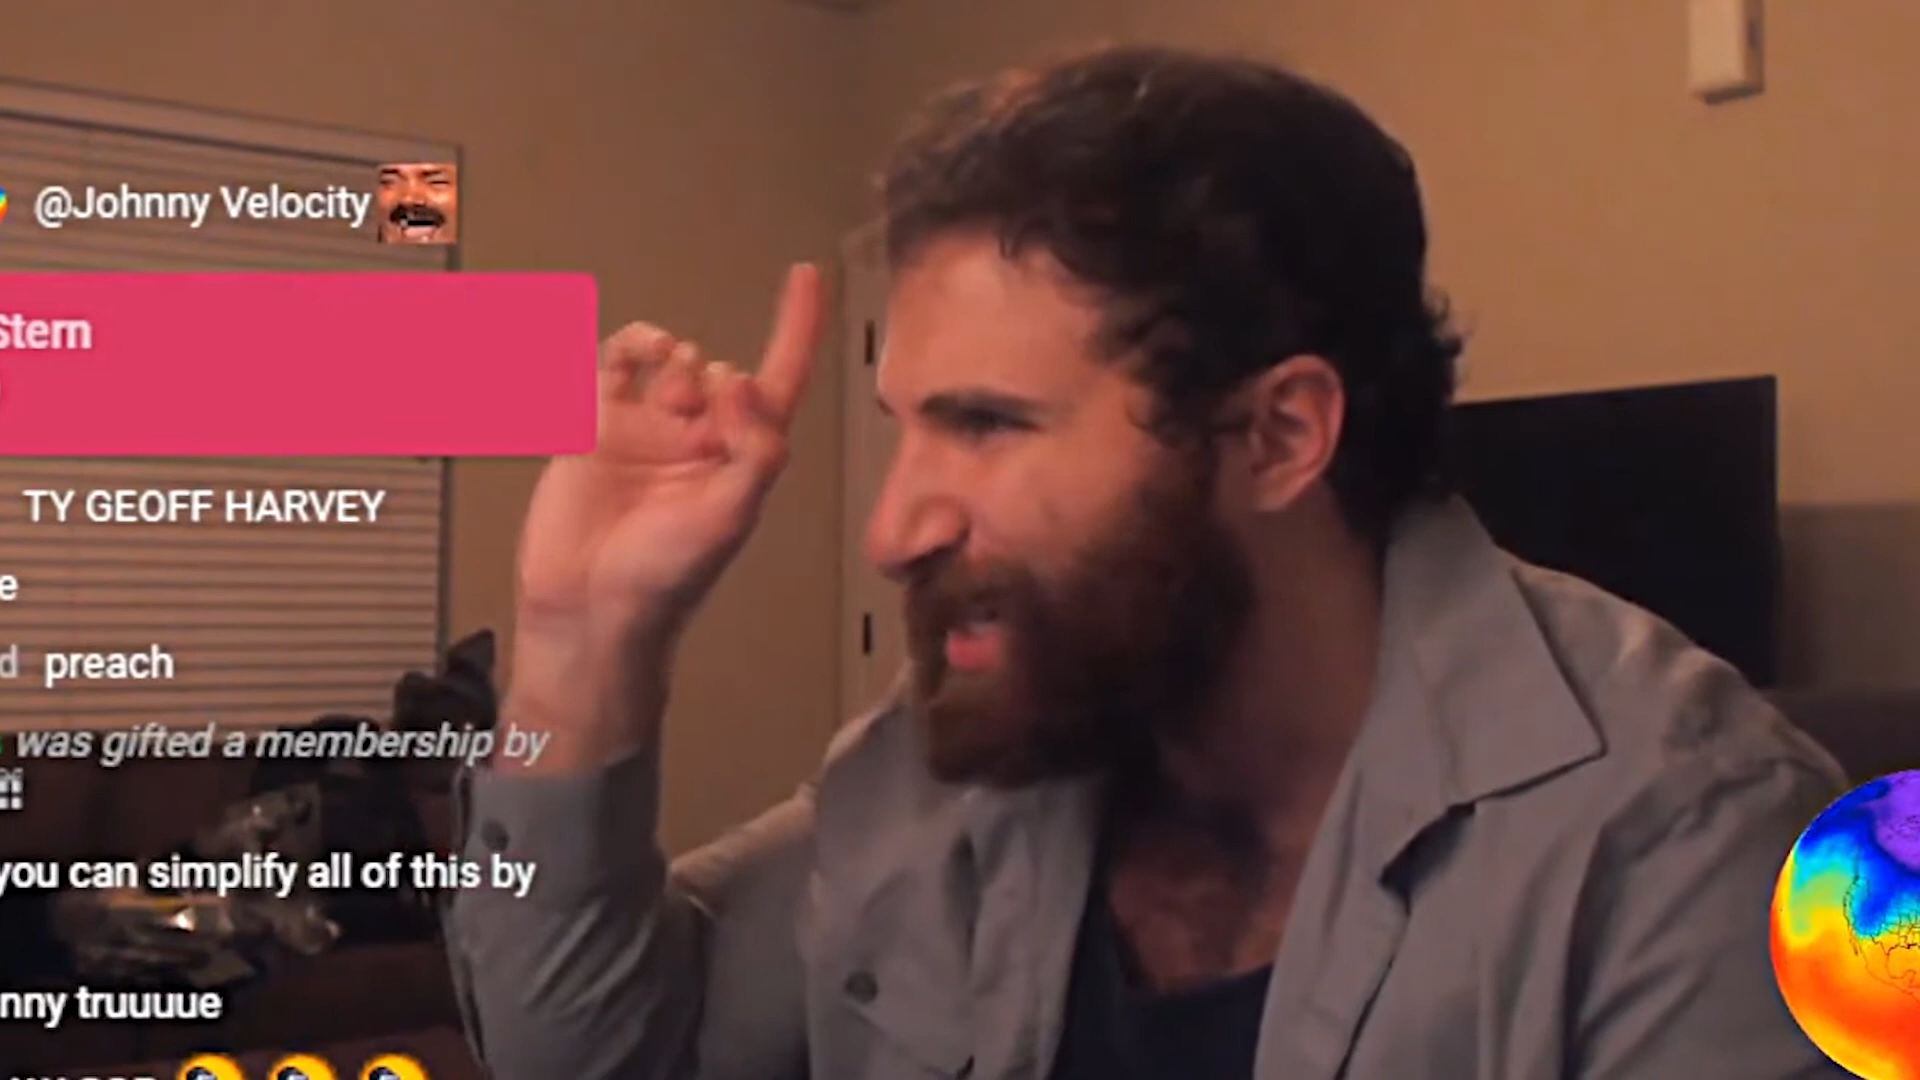 @Johnny Velocity
Stern
TY GEOFF HARVEY
e
d preach
was gifted a membership by
you can simplify all of this by
nny truuuue